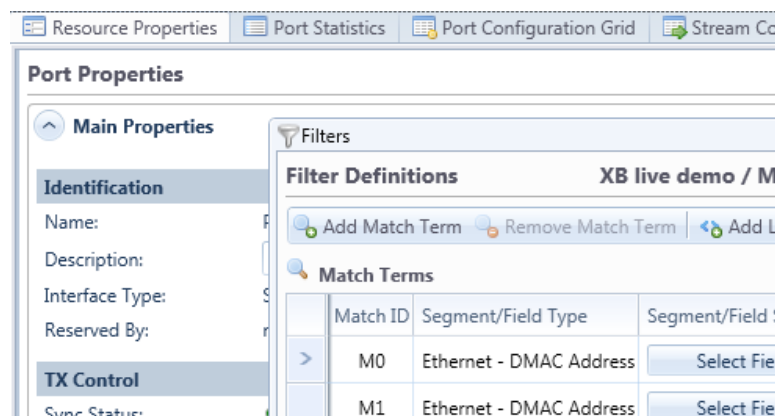 Resource Properties Port Statistics Port Configuration Grid Stream Co
Port Properties
Main Properties
Identification
Name:
Description:
Interface Type:
Reserved By:
TX Control
Sync Status:
Filters
Filter Definitions XB live demo / M
Add Match Term Remove Match Term Add L
Match Terms
Match ID Segment/Field Type Segment/Field S
M0 Ethernet - DMAC Address Select Fie
M1 Ethernet - DMAC Address Select Fie